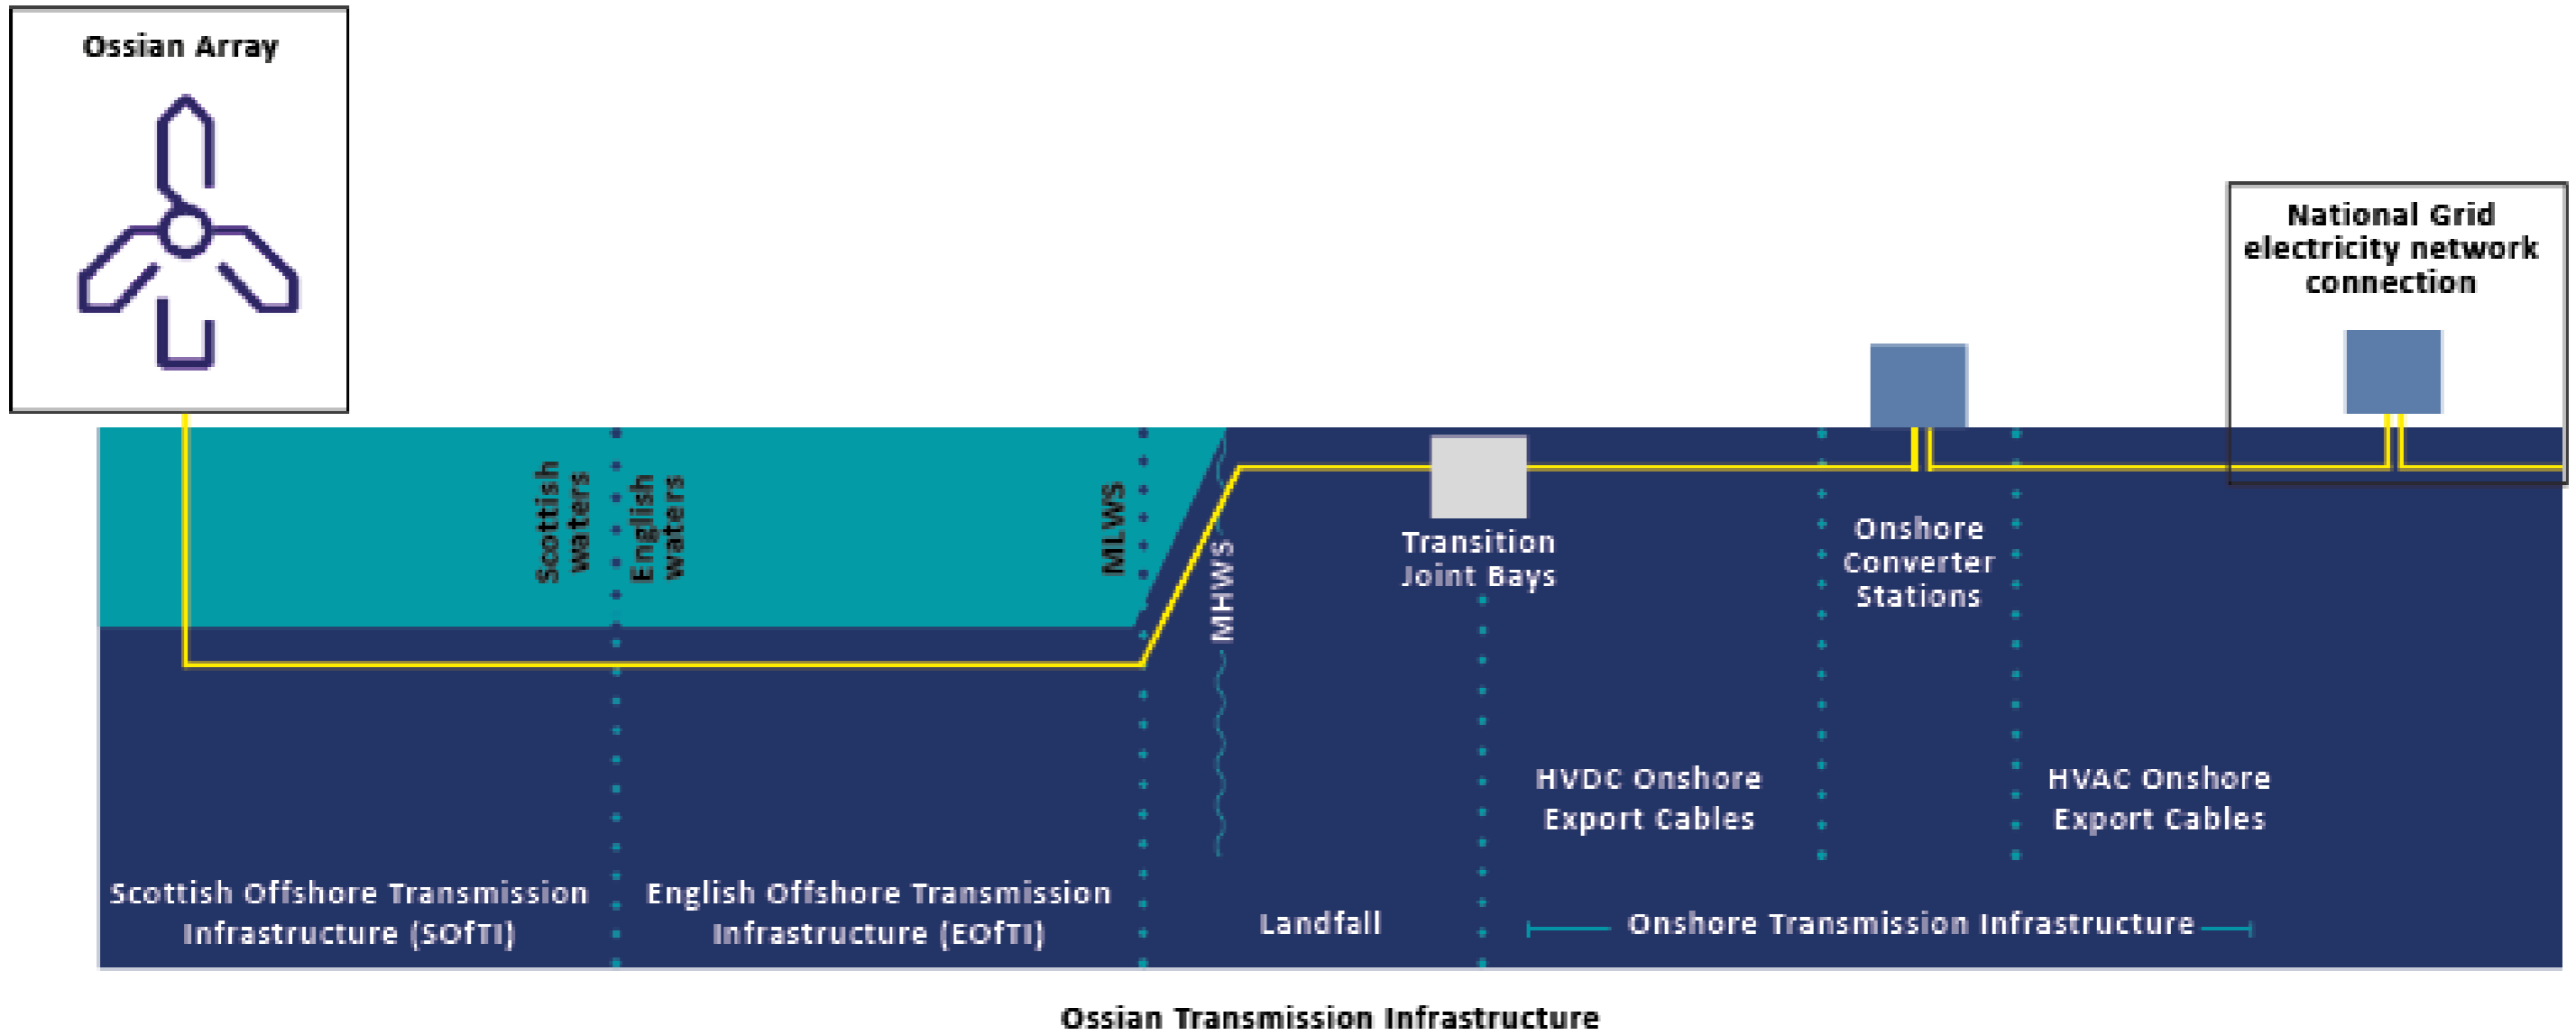 Ossian Array
National Grid
electricity network
connection
Scottish
waters
English
waters
MLWS
MHWS
Transition
Joint Bays
Onshore
Converter
Stations
HVDC Onshore
Export Cables
HVAC Onshore
Export Cables
Scottish Offshore Transmission
Infrastructure (SOfTI)
English Offshore Transmission
Infrastructure (EOfTI)
Landfall
Onshore Transmission Infrastructure
Ossian Transmission Infrastructure